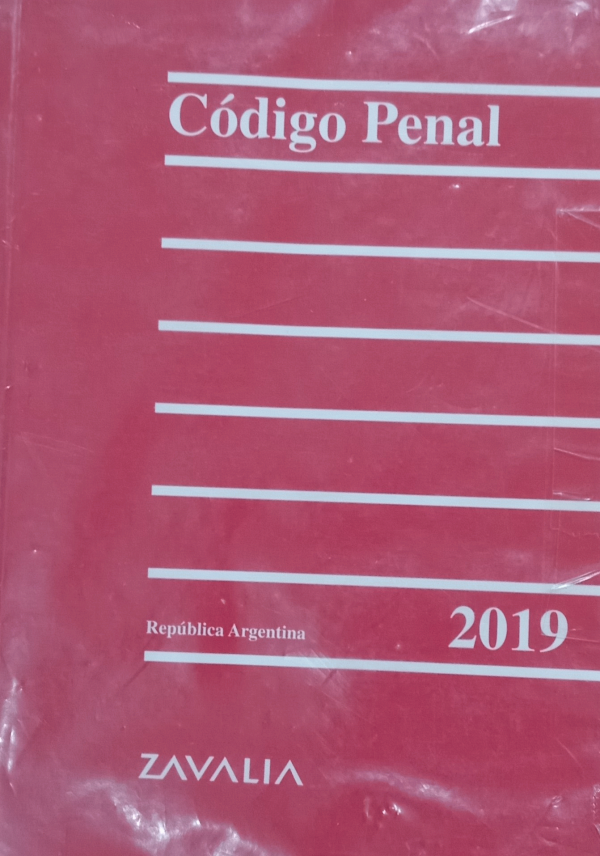 Código Penal
República Argentina
2019
ZAVALIA